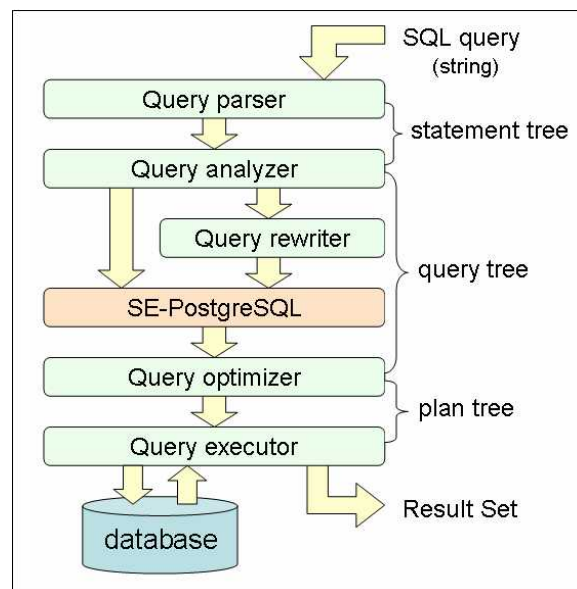 SQL query
(string)
Query parser
statement tree
Query analyzer
Query rewriter
query tree
SE-PostgreSQL
Query optimizer
plan tree
Query executor
Result Set
database